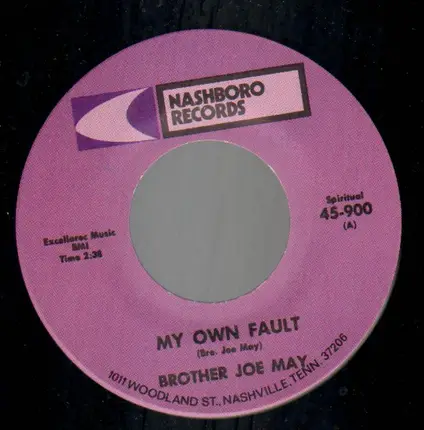 NASHBORO
RECORDS
Spiritual
45-900
(A)
Excellorec Music
BMI
Time 2:38
MY OWN FAULT
(Bro. Joe May)
BROTHER JOE MAY
1011 WOODLAND ST., NASHVILLE, TENN. 37206